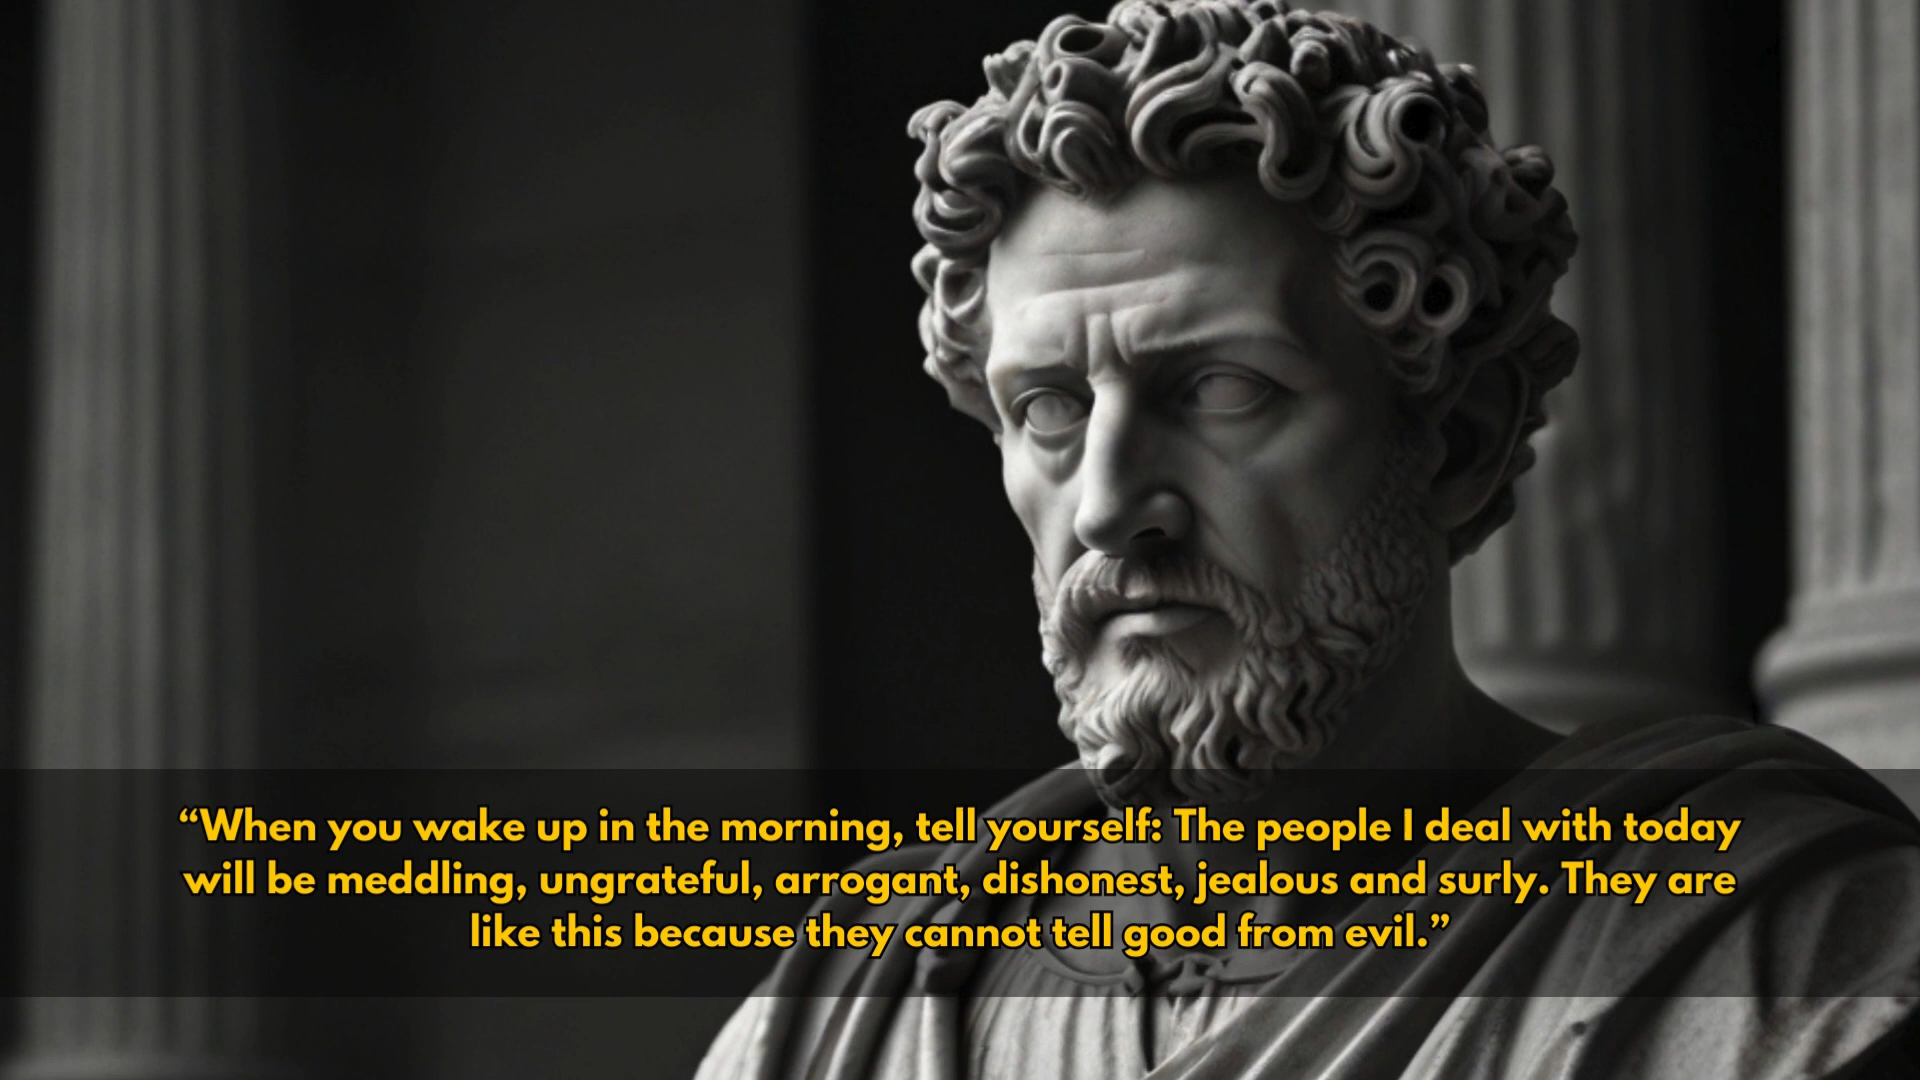 “When you wake up in the morning, tell yourself: The people I deal with today
will be meddling, ungrateful, arrogant, dishonest, jealous and surly. They are
like this because they cannot tell good from evil.”